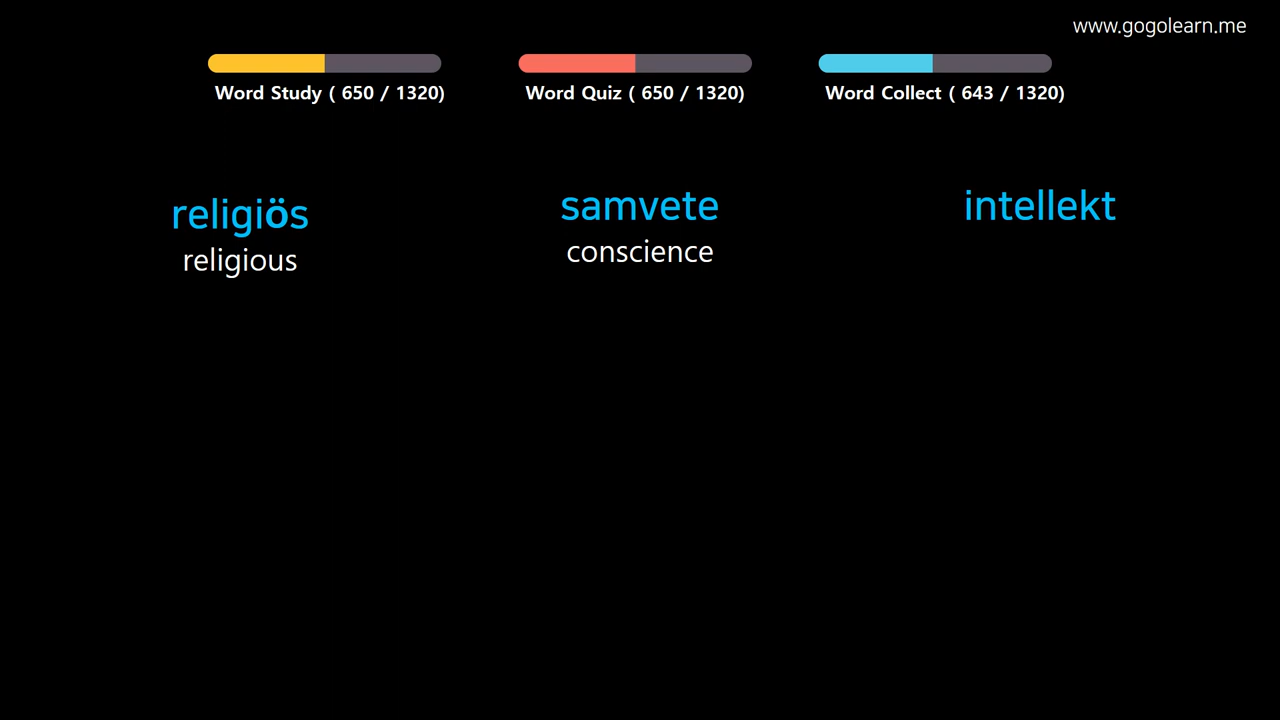 www.gogolearn.me
Word Study ( 650 / 1320)
Word Quiz ( 650 / 1320)
Word Collect ( 643 / 1320)
religiös
religious
samvete
conscience
intellekt